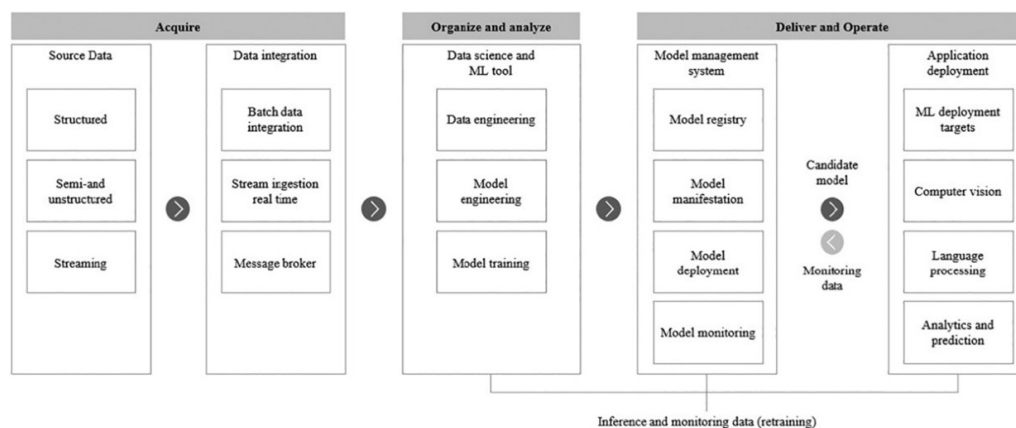 Acquire
Organize and analyze
Deliver and Operate
Source Data
Structured
Semi-and
unstructured
Streaming
Data integration
Batch data
integration
Stream ingestion
real time
Message broker
Data science and
ML tool
Data engineering
Model
engineering
Model training
Model management
system
Model registry
Model
manifestation
Model
deployment
Model monitoring
Candidate
model
Monitoring
data
Application
deployment
ML deployment
targets
Computer vision
Language
processing
Analytics and
prediction
Inference and monitoring data (retraining)